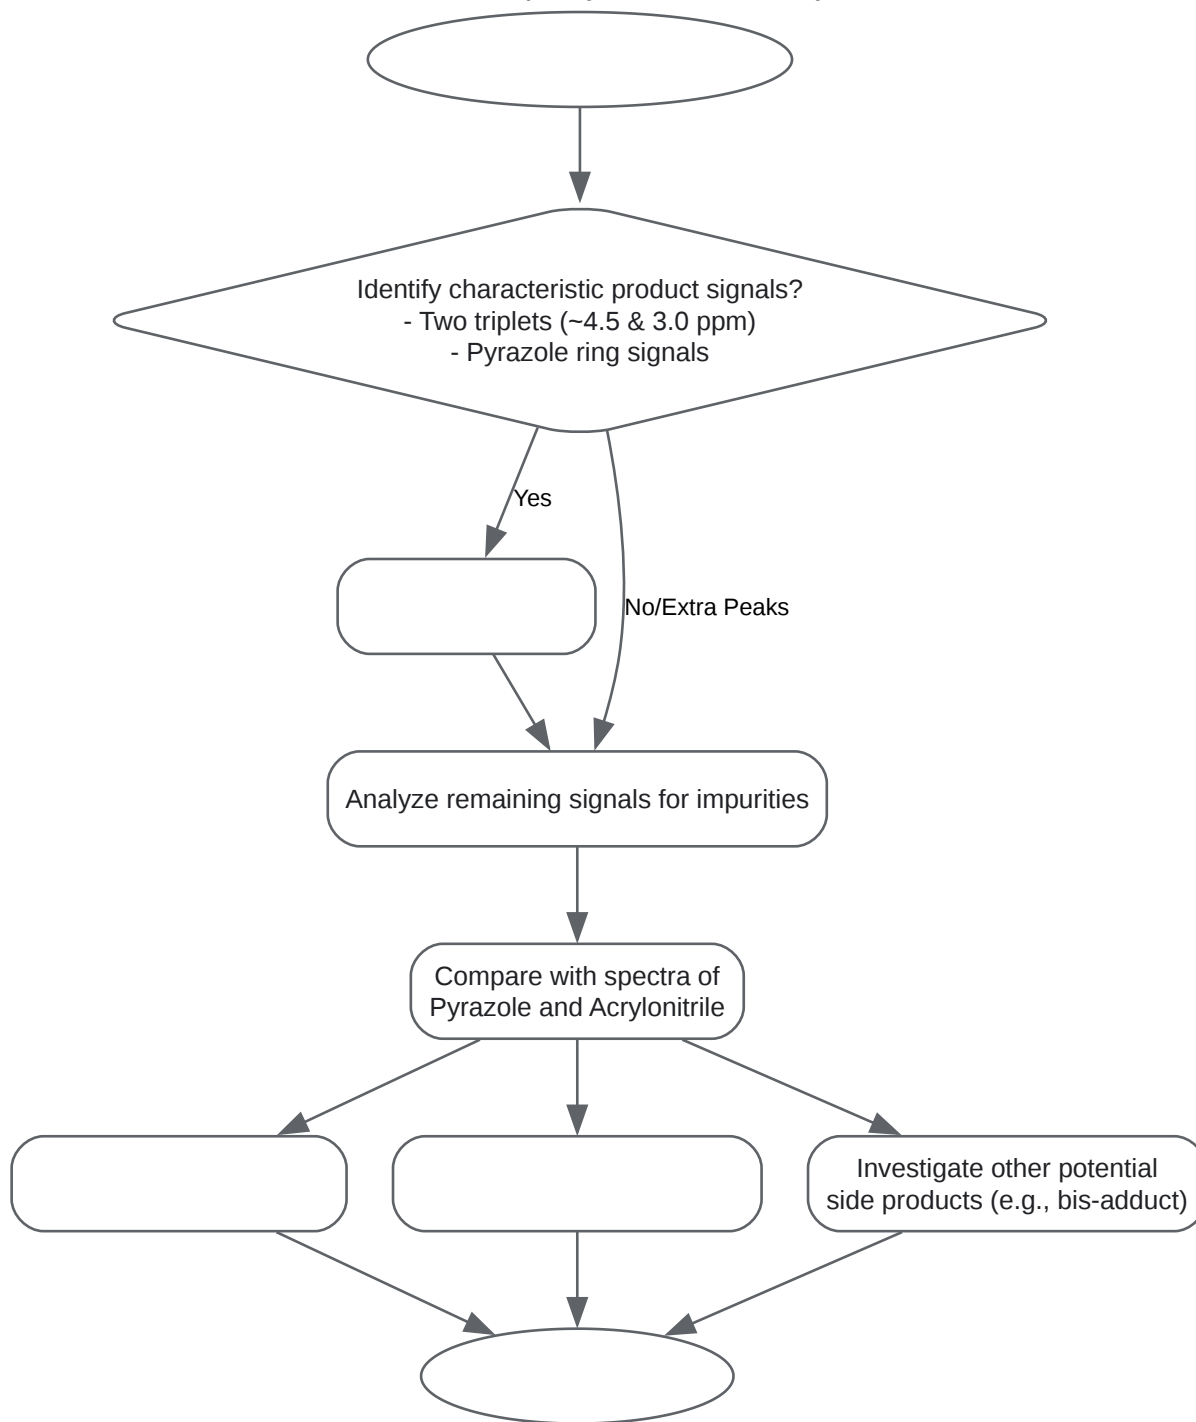 Identify characteristic product signals?
- Two triplets (~4.5 & 3.0 ppm)
- Pyrazole ring signals
Yes
No/Extra Peaks
Analyze remaining signals for impurities
Compare with spectra of
Pyrazole and Acrylonitrile
Investigate other potential
side products (e.g., bis-adduct)